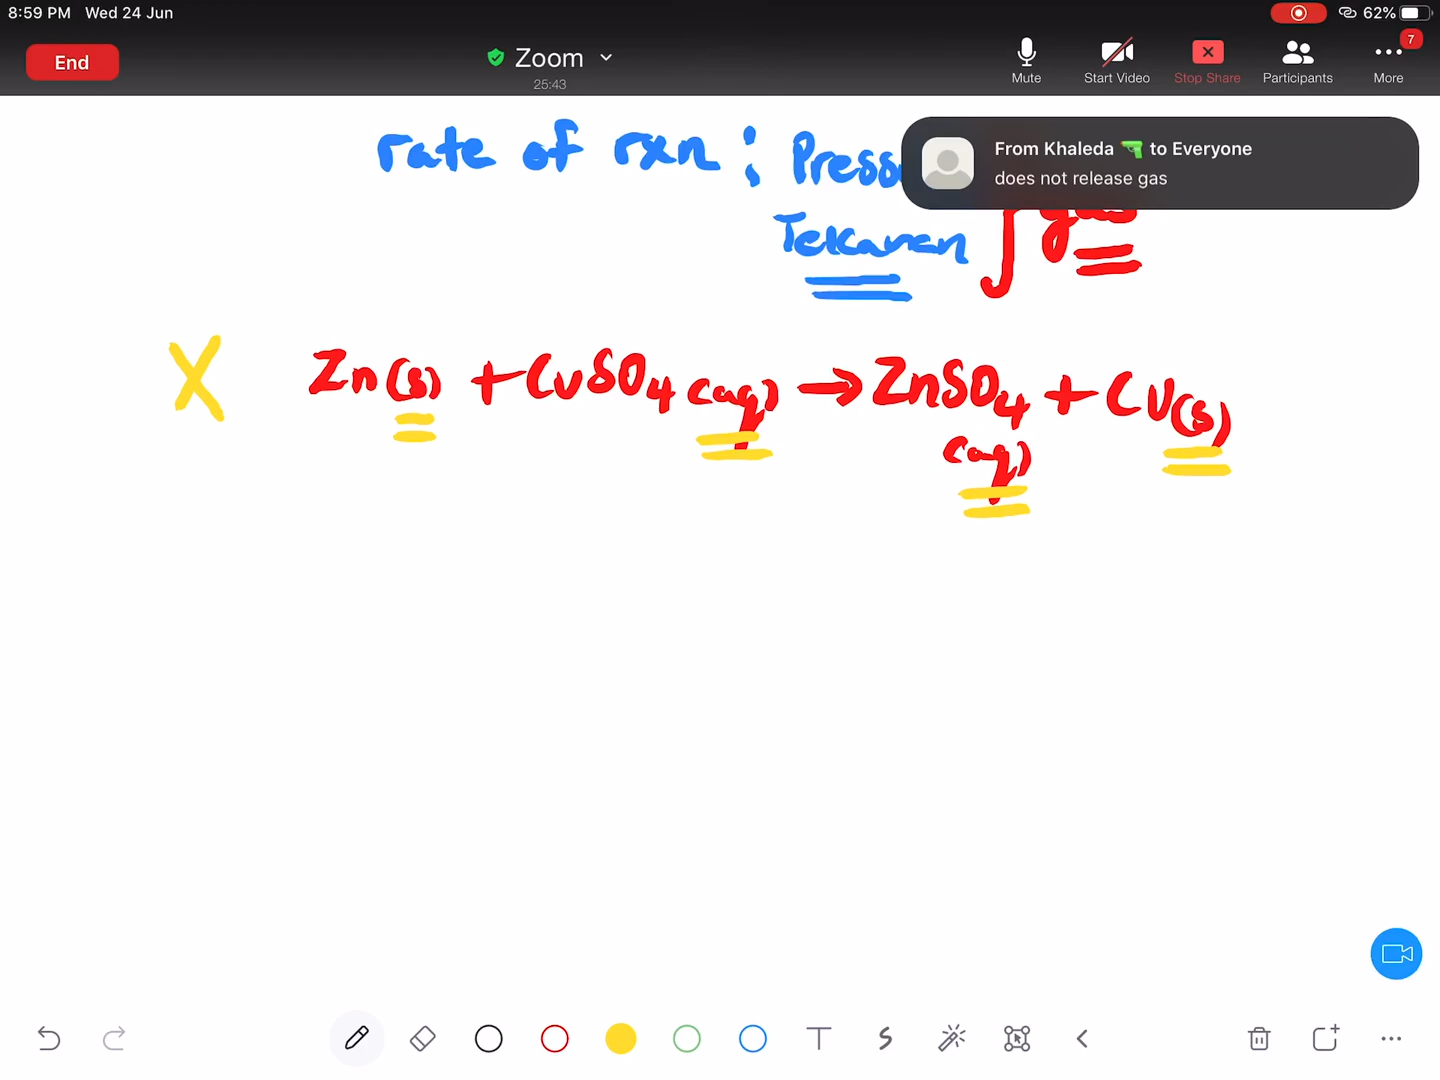 8:59 PM Wed 24 Jun
62%
End
Zoom
25:43
Mute
Start Video
Stop Share
Participants
More
7
rate of rxn : Press
From Khaleda 🔫 to Everyone
does not release gas
Tekanan
gas
X Zn(s) + CuSO4 (aq) → ZnSO4 + Cu(s)
(aq)
T